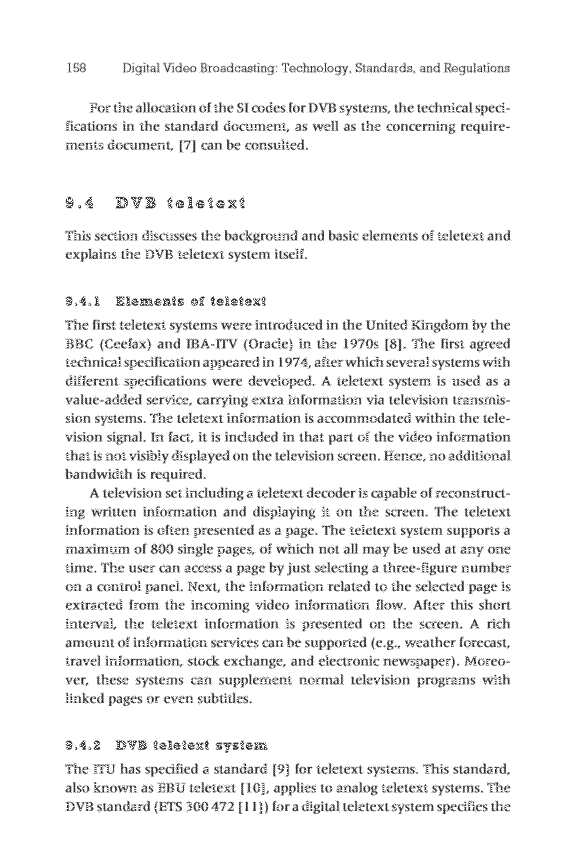 158 Digital Video Broadcasting: Technology, Standards, and Regulations
For the allocation of the SI codes for DVB systems, the technical speci-
fications in the standard document, as well as the concerning require-
ments document, [7] can be consulted.
9.4 DVB teletext
This section discusses the background and basic elements of teletext and
explains the DVB teletext system itself.
9.4.1 Elements of teletext
The first teletext systems were introduced in the United Kingdom by the
BBC (Ceefax) and IBA-ITV (Oracle) in the 1970s [8]. The first agreed
technical specification appeared in 1974, after which several systems with
different specifications were developed. A teletext system is used as a
value-added service, carrying extra information via television transmis-
sion systems. The teletext information is accommodated within the tele-
vision signal. In fact, it is included in that part of the video information
that is not visibly displayed on the television screen. Hence, no additional
bandwidth is required.
A television set including a teletext decoder is capable of reconstruct-
ing written information and displaying it on the screen. The teletext
information is often presented as a page. The teletext system supports a
maximum of 800 single pages, of which not all may be used at any one
time. The user can access a page by just selecting a three-figure number
on a control panel. Next, the information related to the selected page is
extracted from the incoming video information flow. After this short
interval, the teletext information is presented on the screen. A rich
amount of information services can be supported (e.g., weather forecast,
travel information, stock exchange, and electronic newspaper). Moreo-
ver, these systems can supplement normal television programs with
linked pages or even subtitles.
9.4.2 DVB teletext system
The ITU has specified a standard [9] for teletext systems. This standard,
also known as EBU teletext [10], applies to analog teletext systems. The
DVB standard (ETS 300 472 [11]) for a digital teletext system specifies the